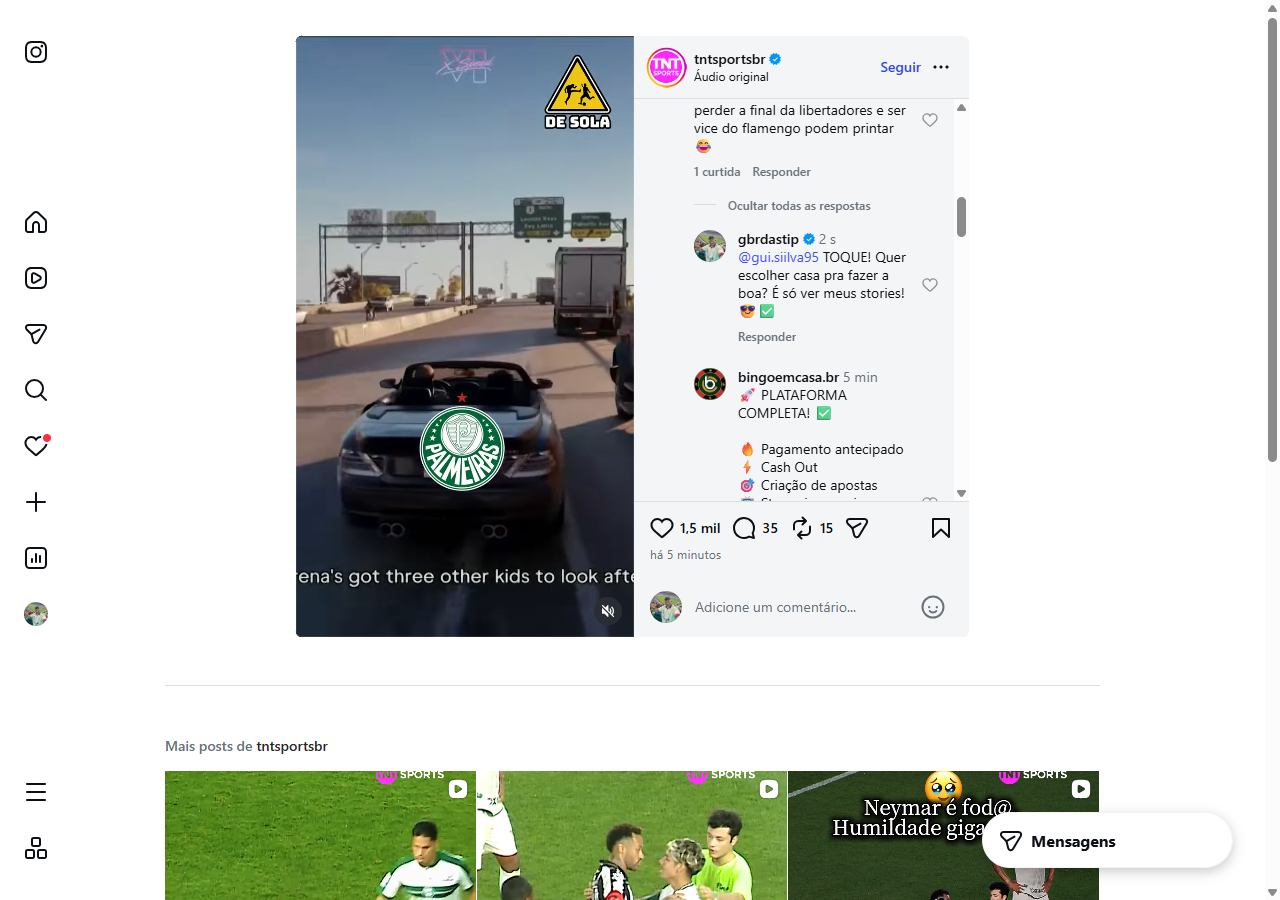 DE SOLA
PALMEIRAS
rena's got three other kids to look afte
TNT
SPORTS
tntsportsbr
Áudio original
Seguir
perder a final da libertadores e ser
vice do flamengo podem printar
😂
1 curtida Responder
Ocultar todas as respostas
gbrdastip 2 s
@gui.siilva95 TOQUE! Quer
escolher casa pra fazer a
boa? É só ver meus stories!
😎 ✅
Responder
bingoemcasa.br 5 min
🚀 PLATAFORMA
COMPLETA! ✅
🔥 Pagamento antecipado
⚡ Cash Out
🎯 Criação de apostas
1,5 mil 35 15
há 5 minutos
Adicione um comentário...
Mais posts de tntsportsbr
TNT SPORTS
TNT SPORTS
TNT SPORTS
Neymar é fod@
Humildade giga
Mensagens